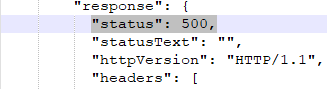 "response": {
"status": 500,
"statusText": "",
"httpVersion": "HTTP/1.1",
"headers": [